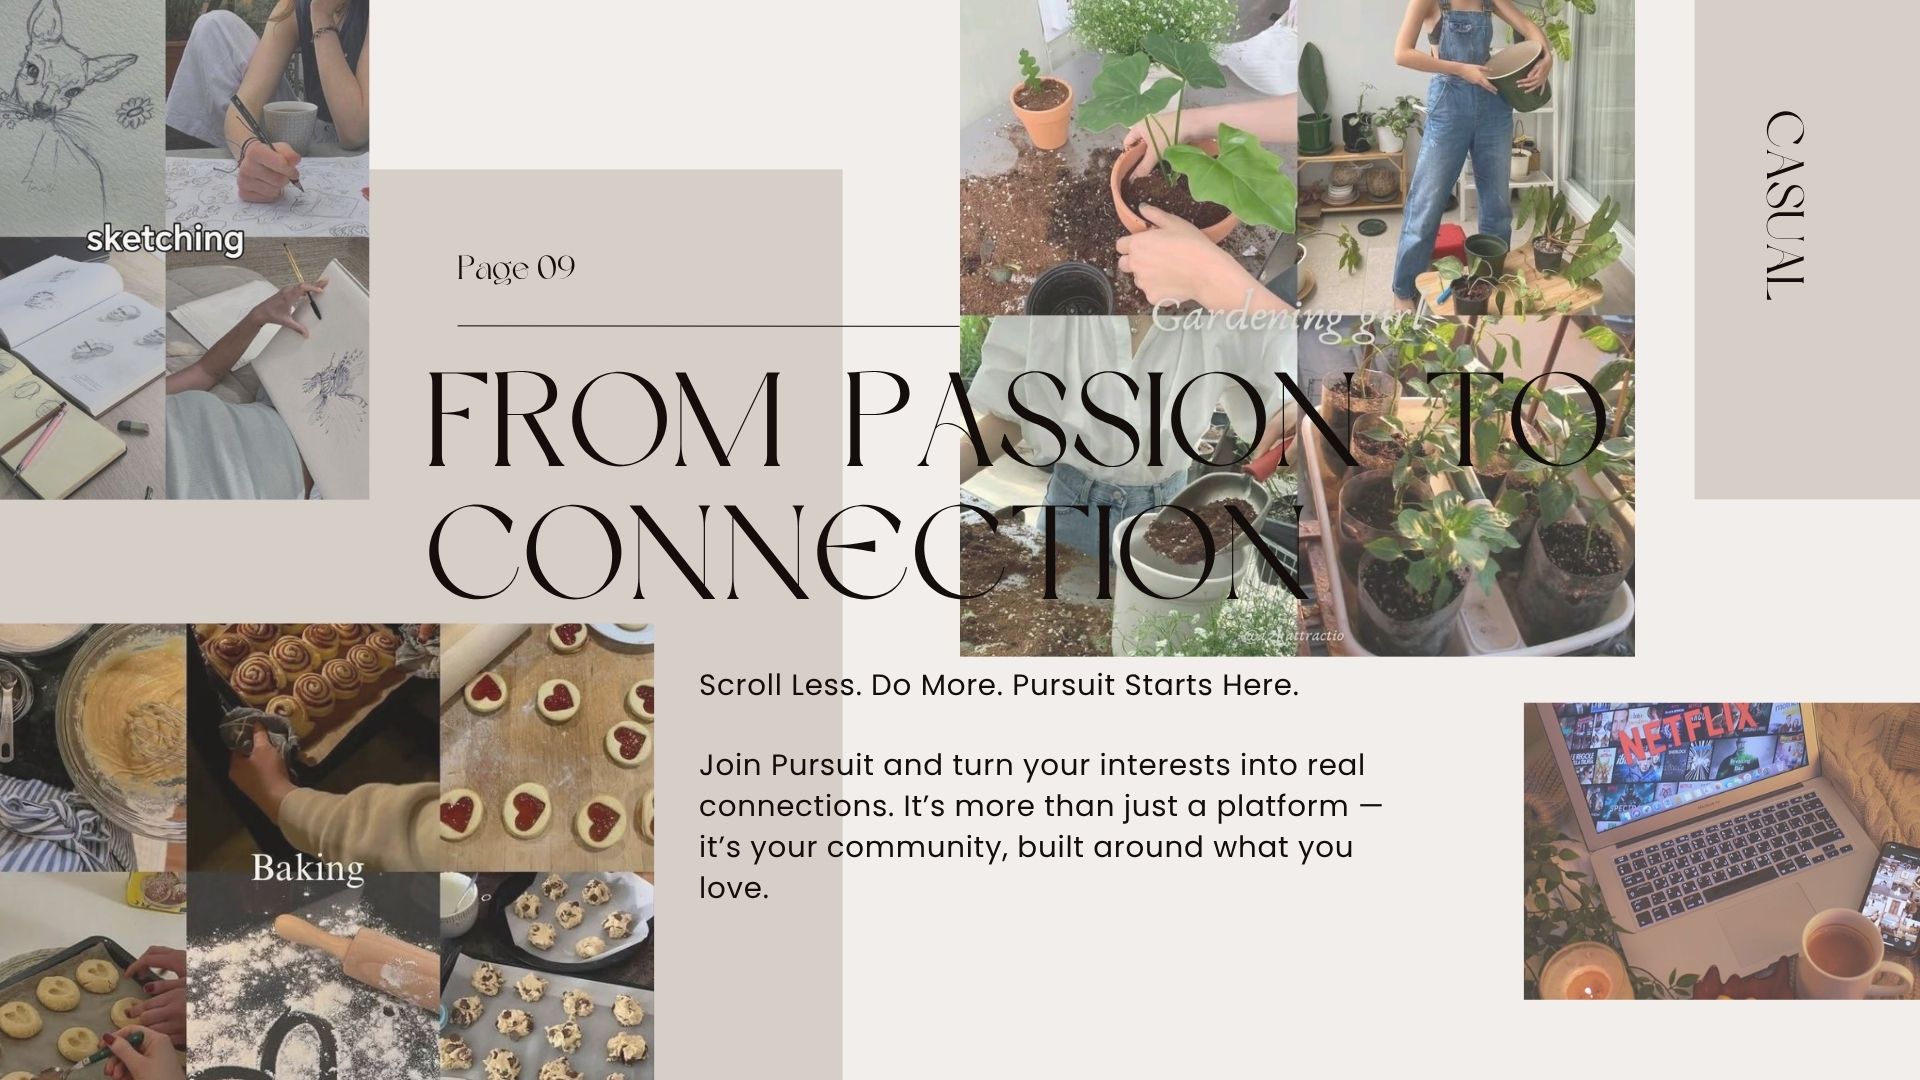 sketching
Page 09
Gardening girl
CASUAL
FROM PASSION TO
CONNECTION
Scroll Less. Do More. Pursuit Starts Here.
Join Pursuit and turn your interests into real
connections. It’s more than just a platform —
it’s your community, built around what you
love.
NETFLIX
Baking